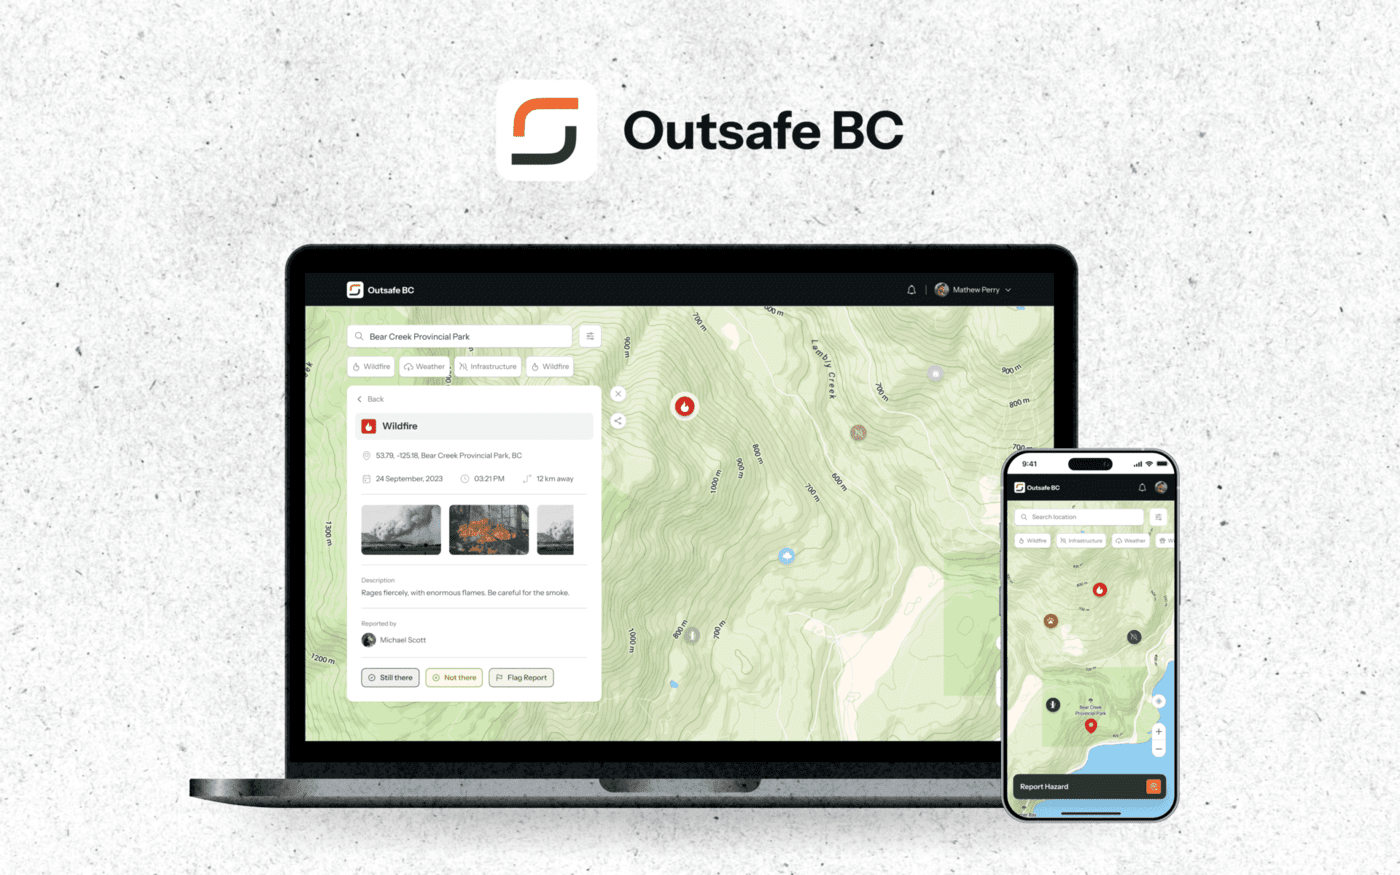 Outsafe BC
Outsafe BC
Mathew Perry
Bear Creek Provincial Park
Wildfire
Weather
Infrastructure
Wildfire
Back
Wildfire
53.79, -125.18, Bear Creek Provincial Park, BC
24 September, 2023
03:21 PM
12 km away
Description
Rages fiercely, with enormous flames. Be careful for the smoke.
Reported by
Michael Scott
Still there
Not there
Flag Report
700 m
900 m
Lambly Creek
700 m
900 m
800 m
700
800 m
900 m
1000 m
700 m
600 m
1300 m
1200 m
1000 m
800 m
700 m
9:41
Outsafe BC
Search location
Wildfire
Infrastructure
Weather
Bear Creek
Provincial Park
Report Hazard